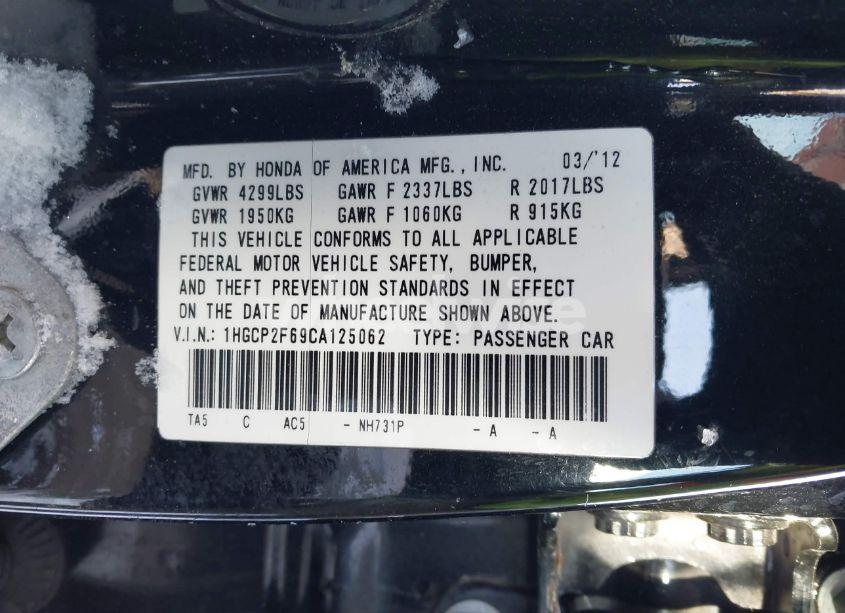 MFD. BY HONDA OF AMERICA MFG., INC. 03/'12
GVWR 4299LBS GAWR F 2337LBS R 2017LBS
GVWR 1950KG GAWR F 1060KG R 915KG
THIS VEHICLE CONFORMS TO ALL APPLICABLE
FEDERAL MOTOR VEHICLE SAFETY, BUMPER,
AND THEFT PREVENTION STANDARDS IN EFFECT
ON THE DATE OF MANUFACTURE SHOWN ABOVE.
V.I.N.: 1HGCP2F69CA125062 TYPE: PASSENGER CAR
TA5 C AC5 - NH731P - A - A